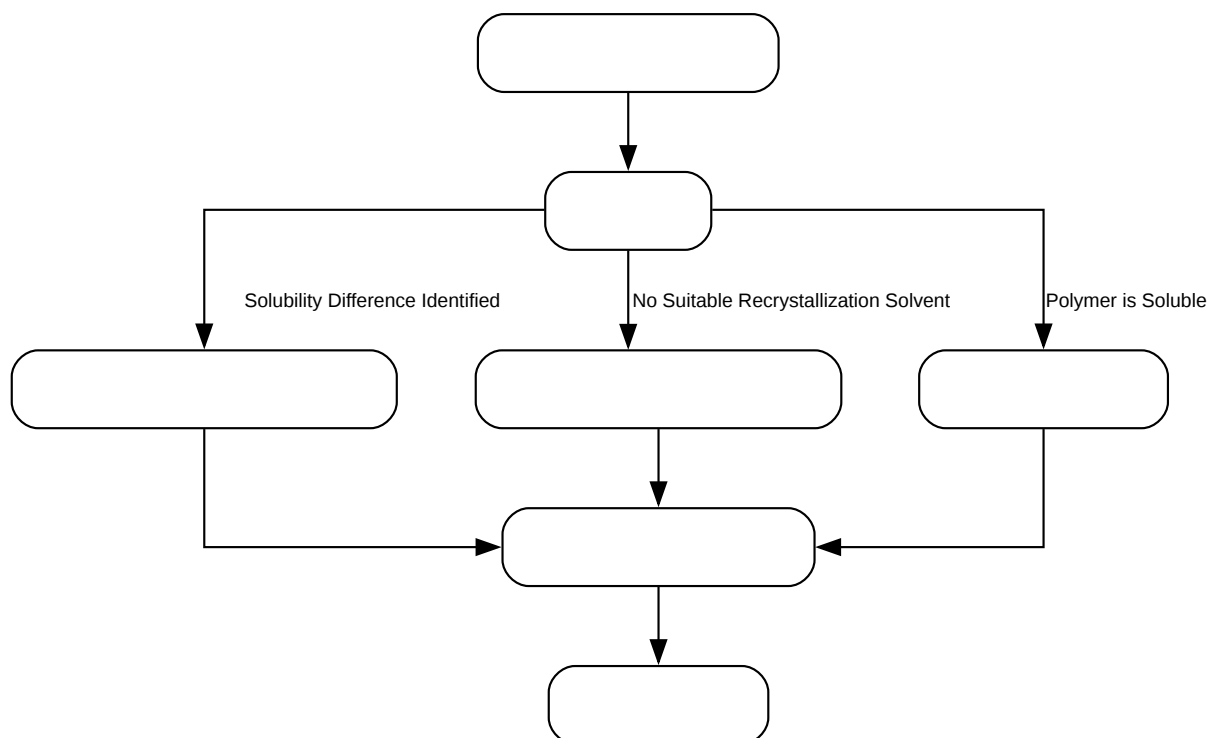 Solubility Difference Identified
No Suitable Recrystallization Solvent
Polymer is Soluble